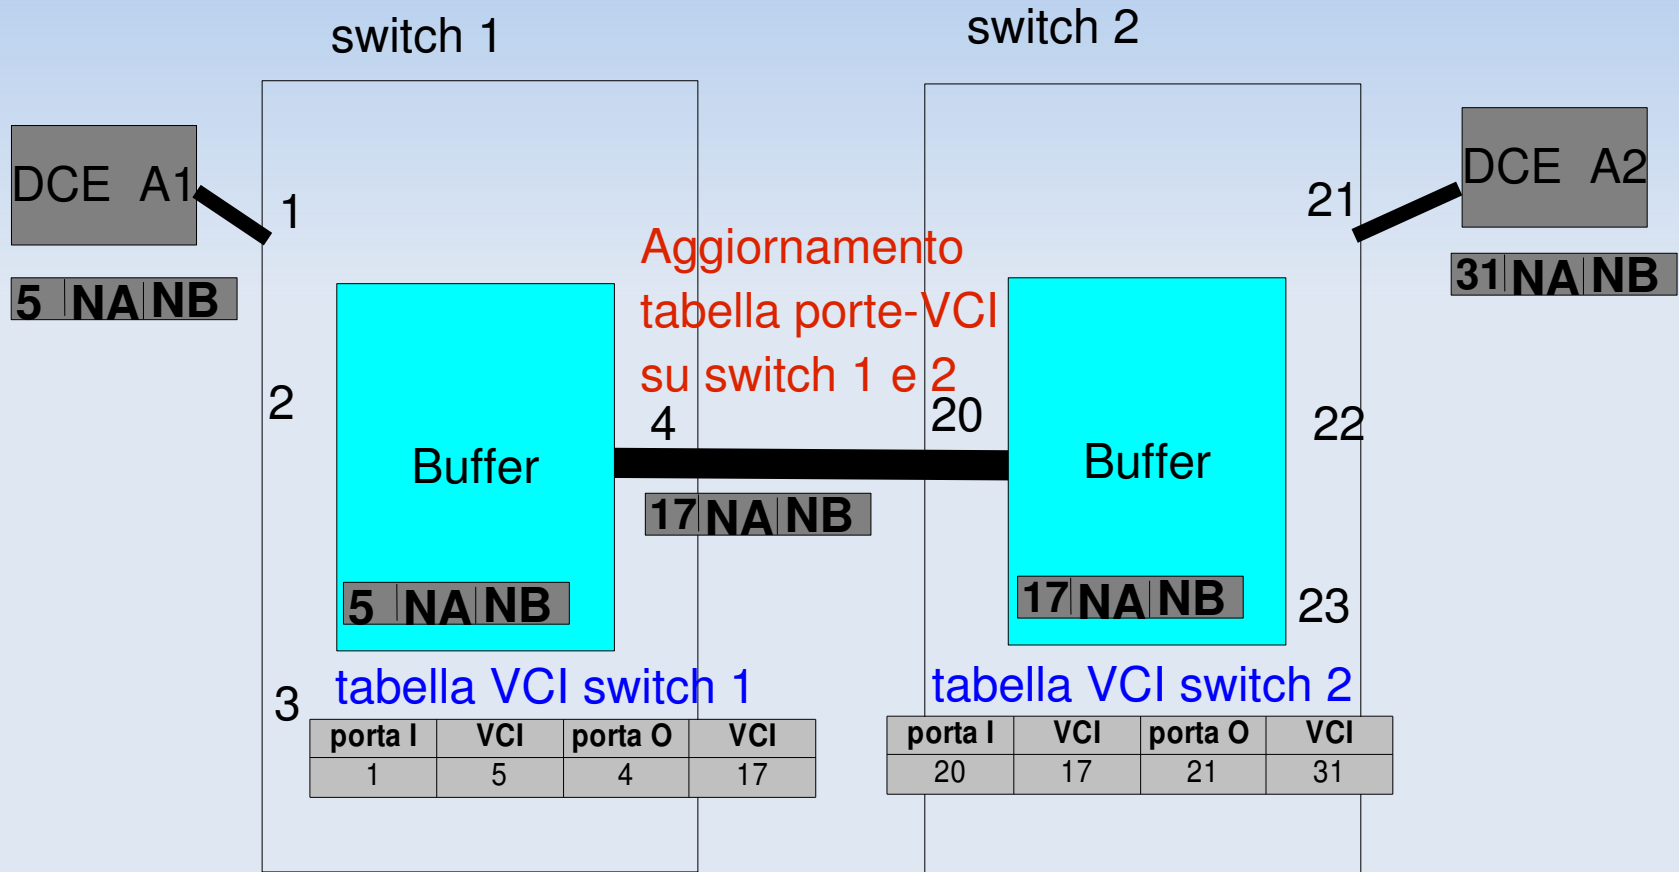 switch 1
switch 2
DCE A1
DCE A2
1
21
5 NA NB
31 NA NB
Aggiornamento
tabella porte-VCI
su switch 1 e 2
2
4
20
22
Buffer
Buffer
17 NA NB
5 NA NB
17 NA NB
23
3
tabella VCI switch 1
porta I VCI porta O VCI
1 5 4 17
tabella VCI switch 2
porta I VCI porta O VCI
20 17 21 31